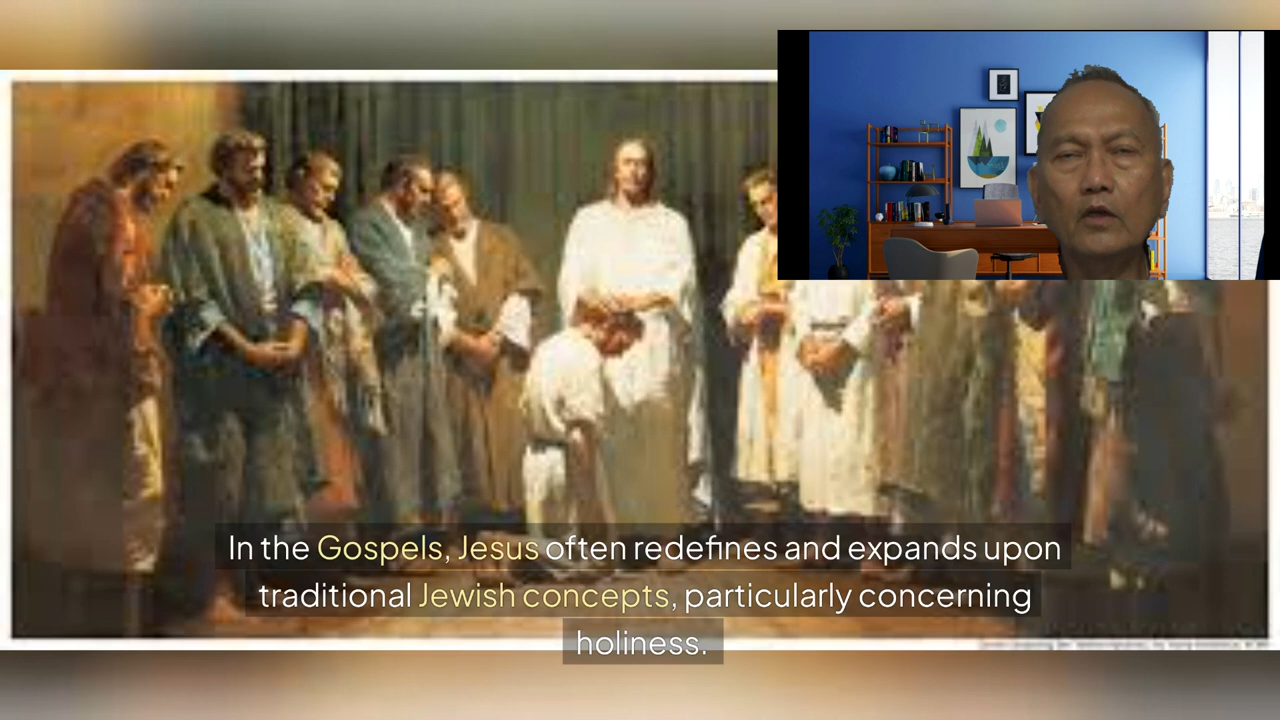 In the Gospels, Jesus often redefines and expands upon
traditional Jewish concepts, particularly concerning
holiness.